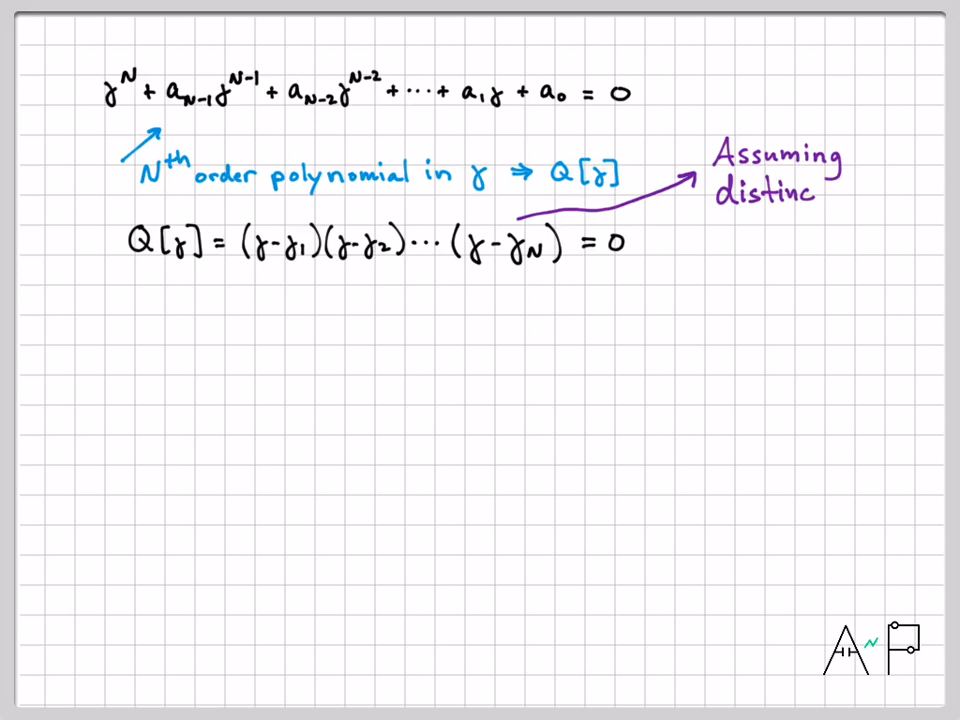 γ^N + a_{N-1}γ^{N-1} + a_{N-2}γ^{N-2} + ··· + a_1γ + a_0 = 0
N^th order polynomial in γ ⇒ Q[γ]
Assuming
distinc
Q[γ] = (γ-γ_1)(γ-γ_2)···(γ-γ_N) = 0
A~P